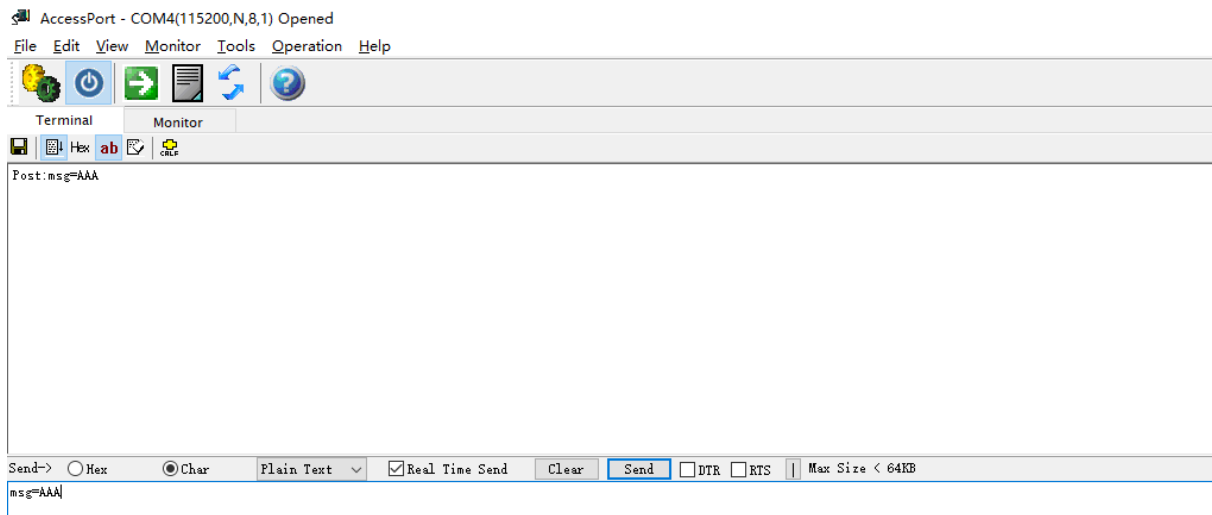 AccessPort - COM4(115200,N,8,1) Opened
File Edit View Monitor Tools Operation Help
Terminal Monitor
Hex ab CRLF
Post:msg=AAA
Send-> Hex Char Plain Text Real Time Send Clear Send DTR RTS | Max Size < 64KB
msg=AAA